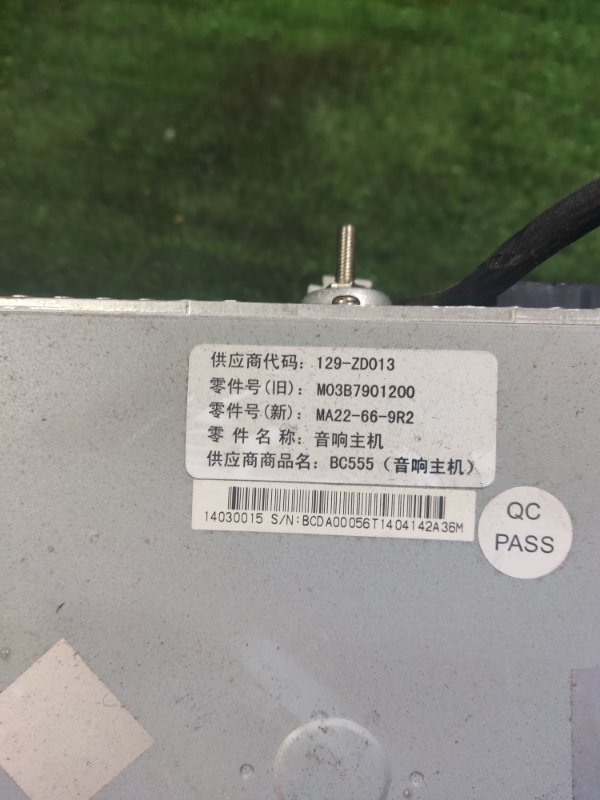 供应商代码：129-ZD013
零件号(旧)：M03B7901200
零件号(新)：MA22-66-9R2
零 件 名 称：音响主机
供应商商品名：BC555（音响主机）
14030015 S/N:BCDA00056T1404142A36M
QC
PASS